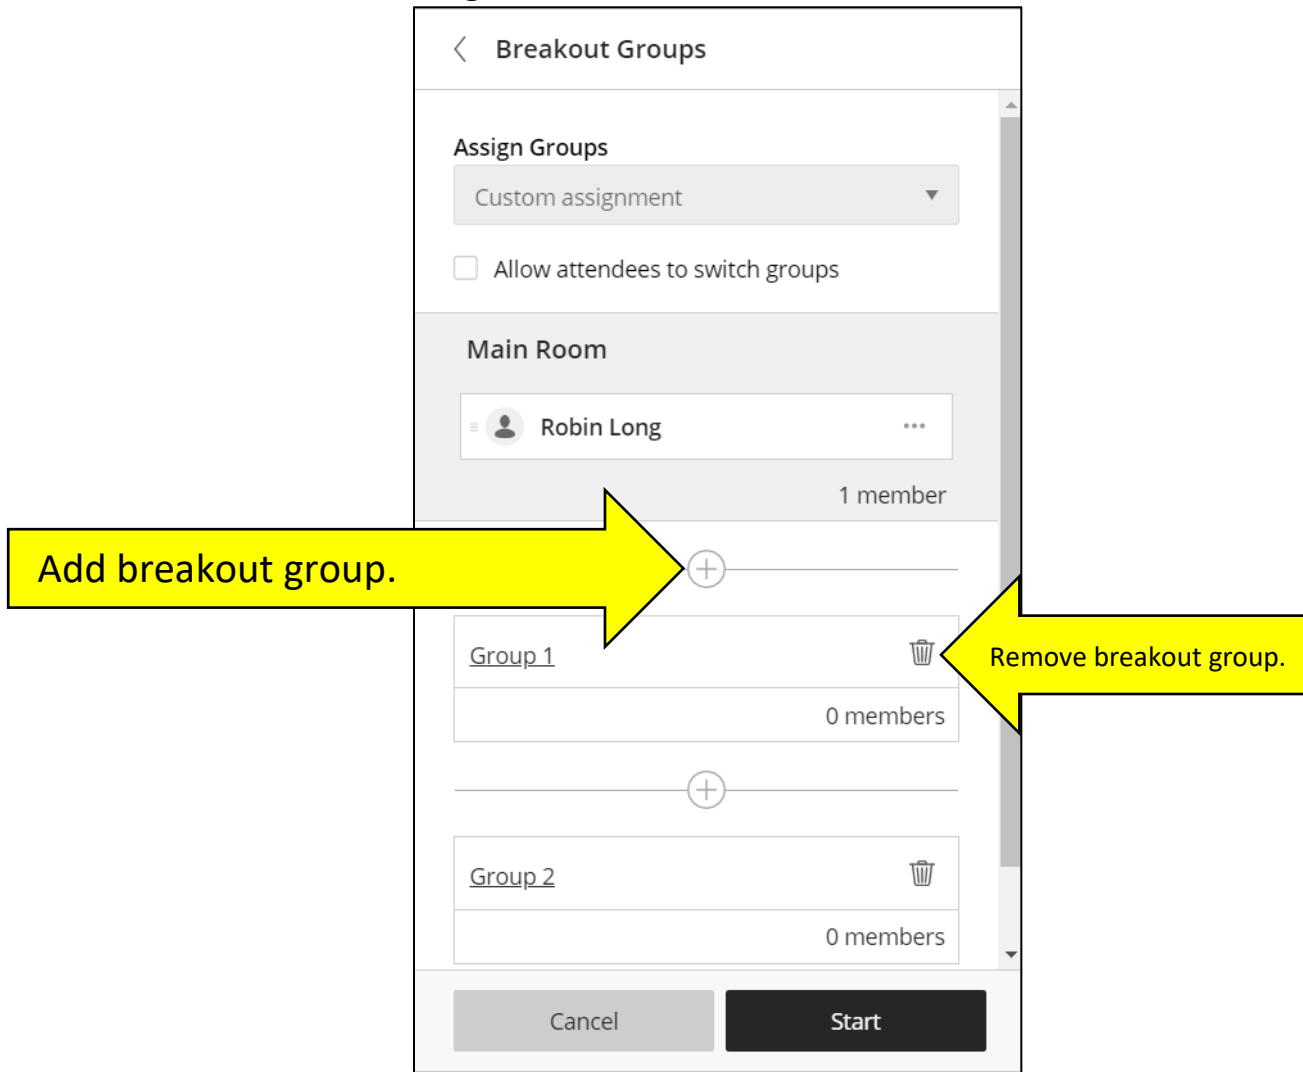 Breakout Groups
Assign Groups
Custom assignment
Allow attendees to switch groups
Main Room
Robin Long
1 member
Add breakout group.
Group 1
Remove breakout group.
0 members
Group 2
0 members
Cancel
Start